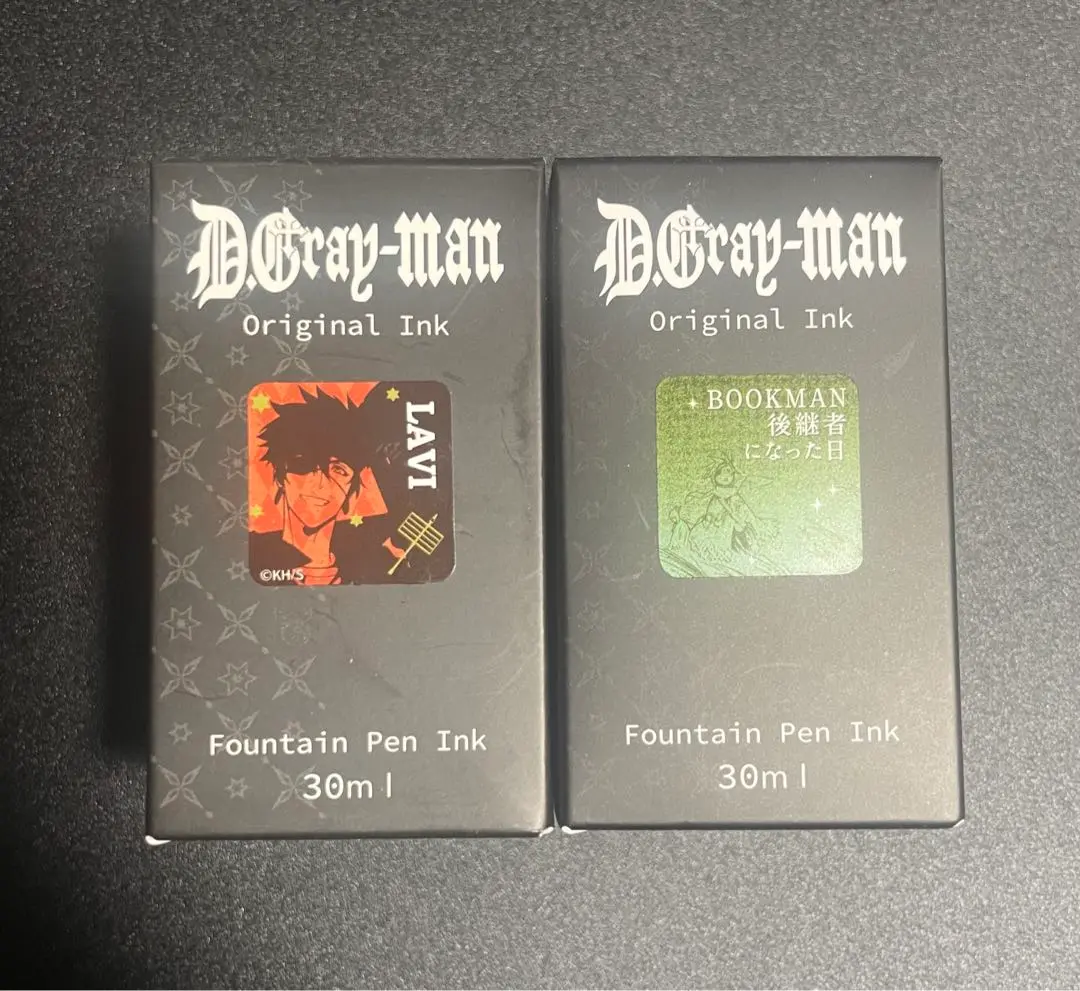 D.Gray-man
Original Ink
LAVI
©KH/S
Fountain Pen Ink
30ml
D.Gray-man
Original Ink
BOOKMAN
後継者
になった日
Fountain Pen Ink
30ml